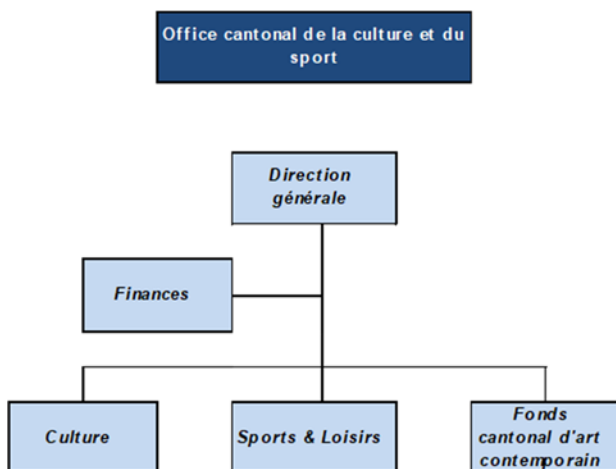 Office cantonal de la culture et du
sport
Direction
générale
Finances
Culture
Sports & Loisirs
Fonds
cantonal d'art
contemporain